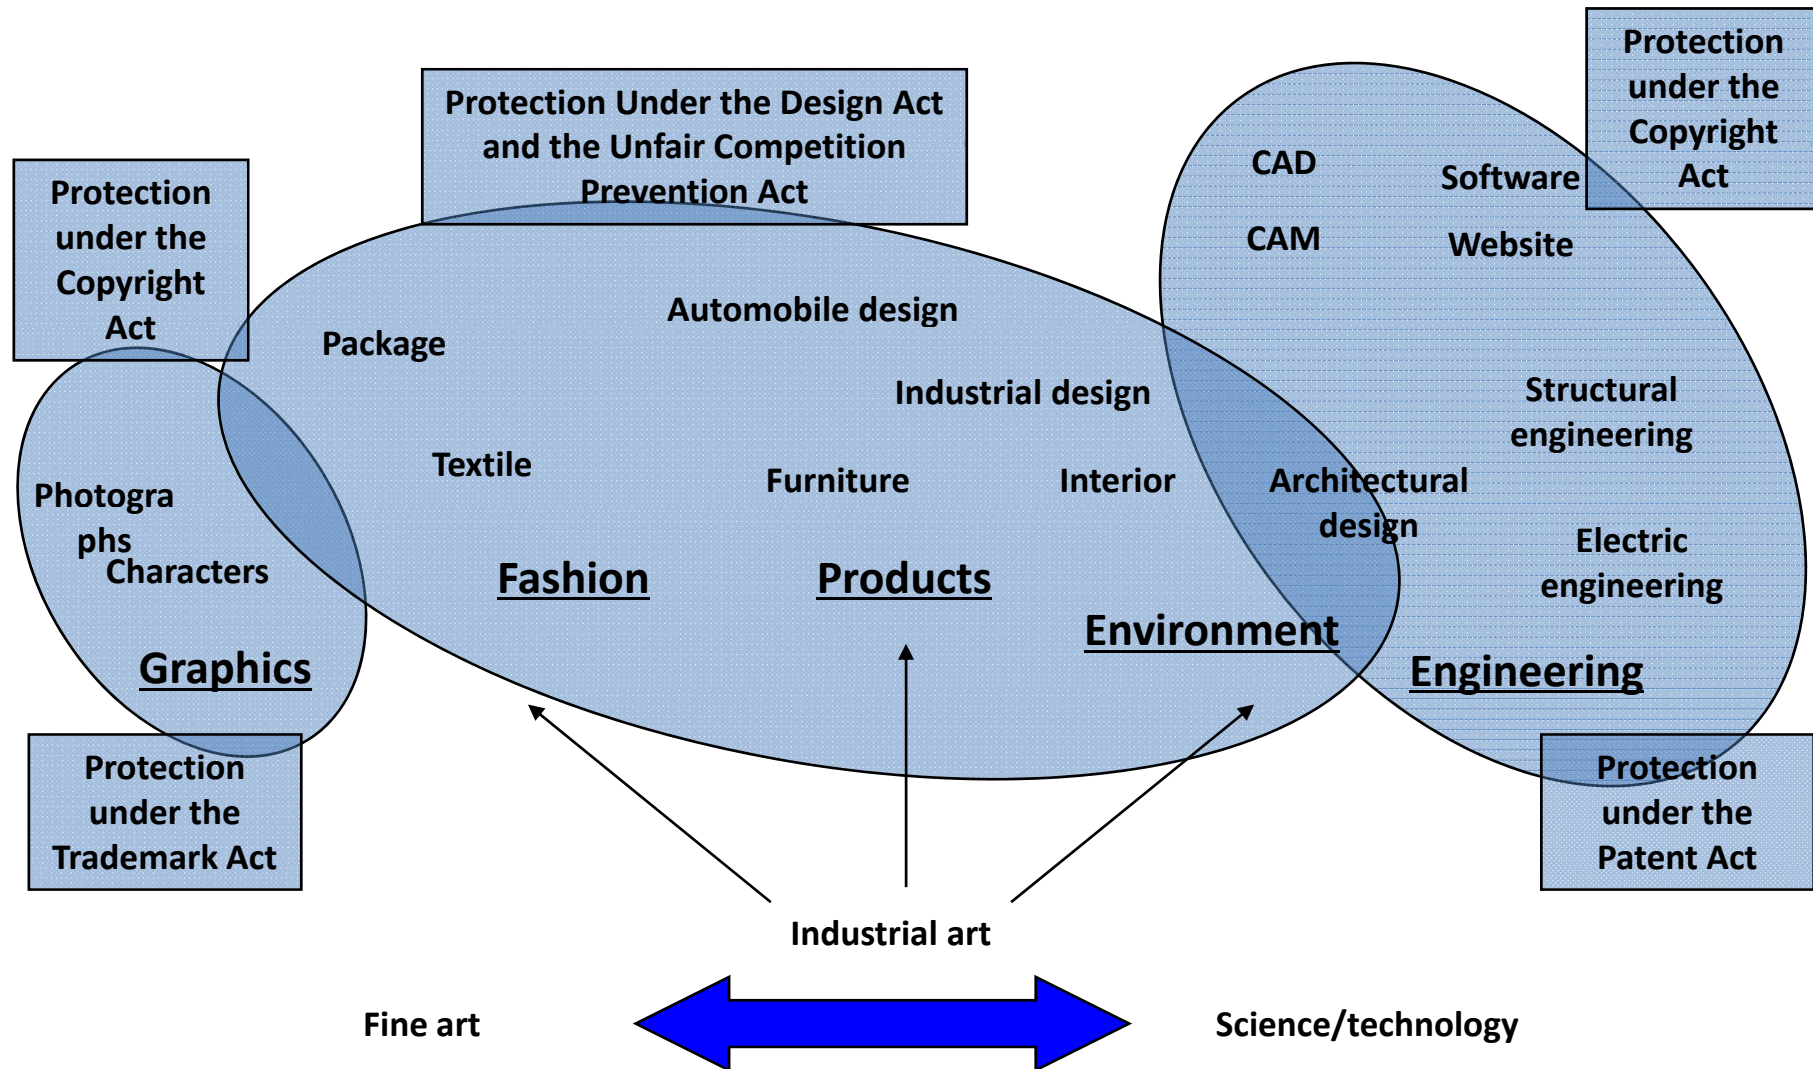 Protection
under the
Copyright
Act
Protection Under the Design Act
and the Unfair Competition
Prevention Act
Protection
under the
Copyright
Act
CAD
Software
CAM
Website
Automobile design
Package
Industrial design
Structural
engineering
Textile
Furniture
Interior
Architectural
design
Photogra
phs
Characters
Electric
engineering
Fashion
Products
Environment
Graphics
Engineering
Protection
under the
Trademark Act
Protection
under the
Patent Act
Industrial art
Fine art
Science/technology